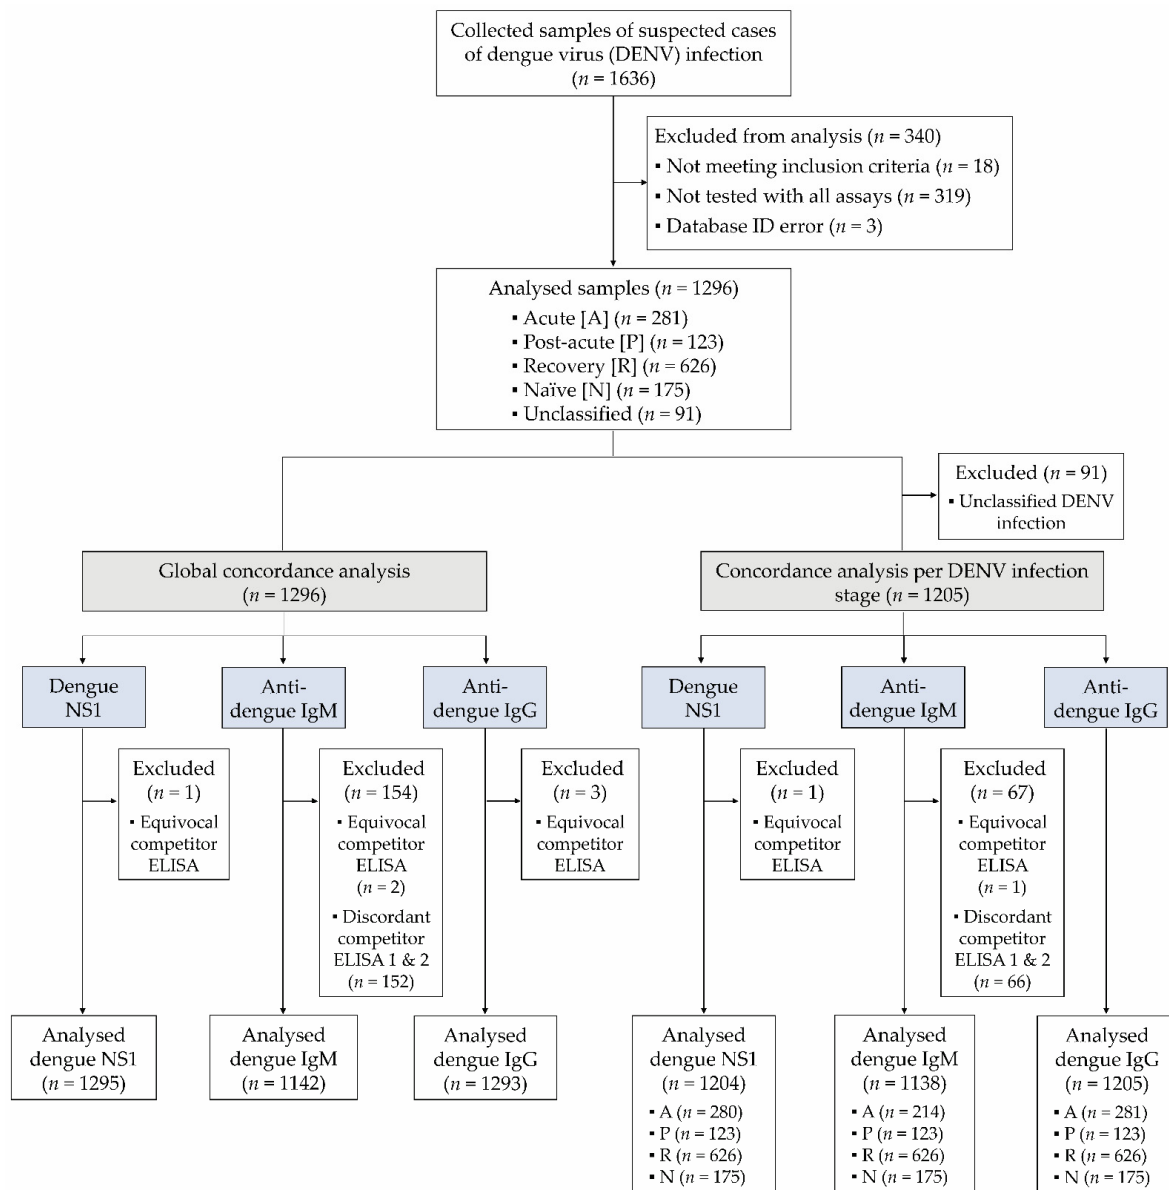 Collected samples of suspected cases
of dengue virus (DENV) infection
(n = 1636)
Excluded from analysis (n = 340)
▪ Not meeting inclusion criteria (n = 18)
▪ Not tested with all assays (n = 319)
▪ Database ID error (n = 3)
Analysed samples (n = 1296)
▪ Acute [A] (n = 281)
▪ Post-acute [P] (n = 123)
▪ Recovery [R] (n = 626)
▪ Naïve [N] (n = 175)
▪ Unclassified (n = 91)
Excluded (n = 91)
▪ Unclassified DENV
infection
Global concordance analysis
(n = 1296)
Concordance analysis per DENV infection
stage (n = 1205)
Dengue
NS1
Anti-
dengue IgM
Anti-
dengue IgG
Dengue
NS1
Anti-
dengue IgM
Anti-
dengue IgG
Excluded
(n = 1)
▪ Equivocal
competitor
ELISA
Excluded
(n = 154)
▪ Equivocal
competitor
ELISA
(n = 2)
▪ Discordant
competitor
ELISA 1 & 2
(n = 152)
Excluded
(n = 3)
▪ Equivocal
competitor
ELISA
Excluded
(n = 1)
▪ Equivocal
competitor
ELISA
Excluded
(n = 67)
▪ Equivocal
competitor
ELISA
(n = 1)
▪ Discordant
competitor
ELISA 1 & 2
(n = 66)
Analysed
dengue NS1
(n = 1295)
Analysed
dengue IgM
(n = 1142)
Analysed
dengue IgG
(n = 1293)
Analysed
dengue NS1
(n = 1204)
▪ A (n = 280)
▪ P (n = 123)
▪ R (n = 626)
▪ N (n = 175)
Analysed
dengue IgM
(n = 1138)
▪ A (n = 214)
▪ P (n = 123)
▪ R (n = 626)
▪ N (n = 175)
Analysed
dengue IgG
(n = 1205)
▪ A (n = 281)
▪ P (n = 123)
▪ R (n = 626)
▪ N (n = 175)